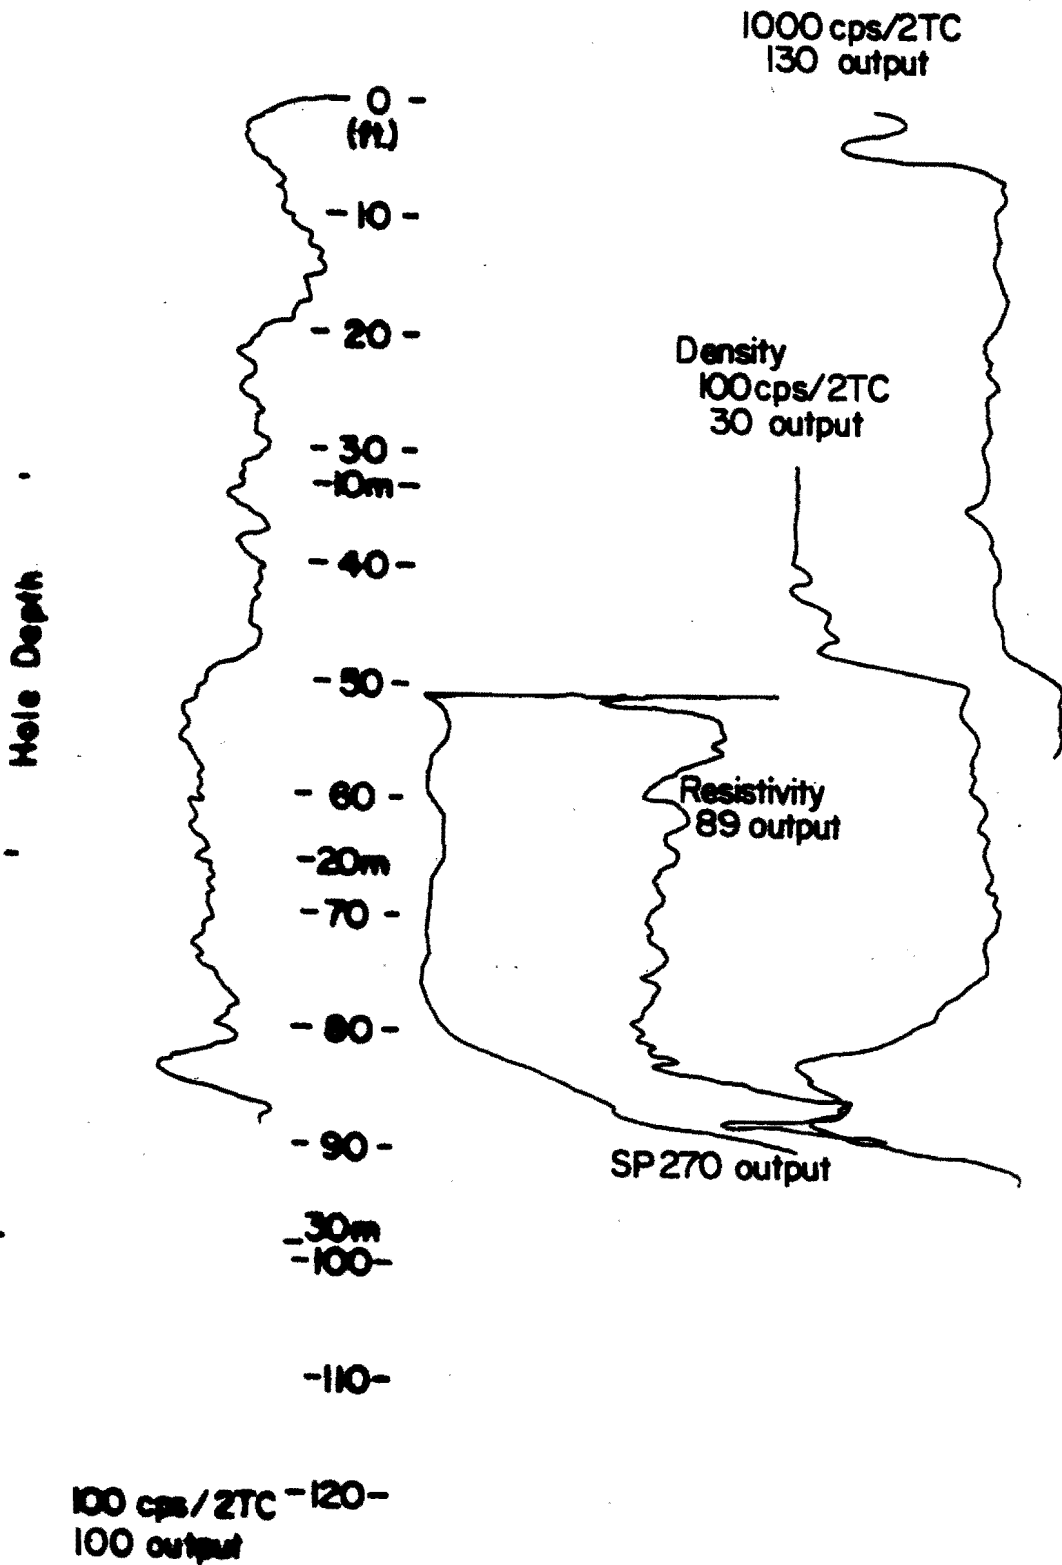 1000 cps/2TC
130 output
0
(ft.)
10
20
Density
100 cps/2TC
30 output
30
10m
40
Hole Depth
50
60
Resistivity
89 output
20m
70
80
90
SP 270 output
30m
100
110
120
100 cps/2TC
100 output